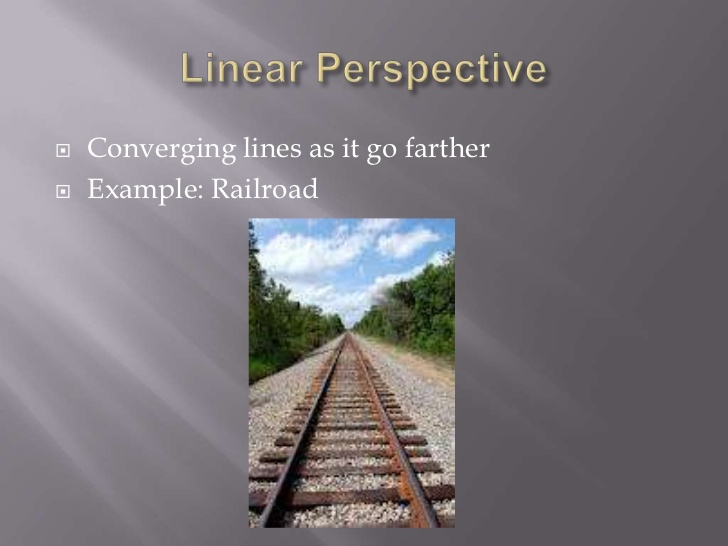 Linear Perspective
Converging lines as it go farther
Example: Railroad